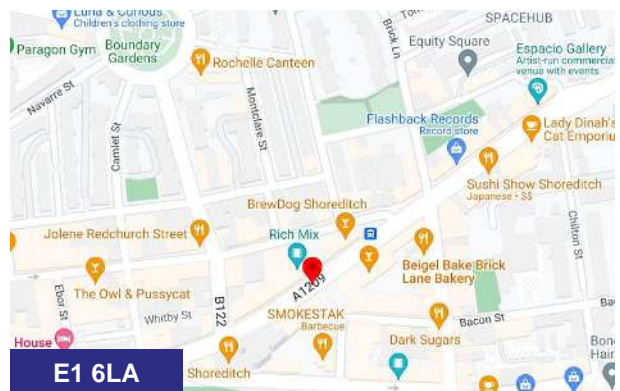 Luna & Curious
Children's clothing store
SPACEHUB
Paragon Gym
Boundary
Gardens
Brick Ln
Equity Square
Espacio Gallery
Artist-run commercial
venue with events
Rochelle Canteen
Navarre St
Montclare St
Camlet St
Flashback Records
Record store
Lady Dinah's
Cat Emporiu
Sushi Show Shoreditch
Japanese • $$
BrewDog Shoreditch
Chilton St
Jolene Redchurch Street
Rich Mix
Beigel Bake Brick
Lane Bakery
A1209
The Owl & Pussycat
Ebor St
B122
Whitby St
SMOKESTAK
Barbecue
Bacon St
House
Dark Sugars
Shoreditch
Bon
Hair
E1 6LA